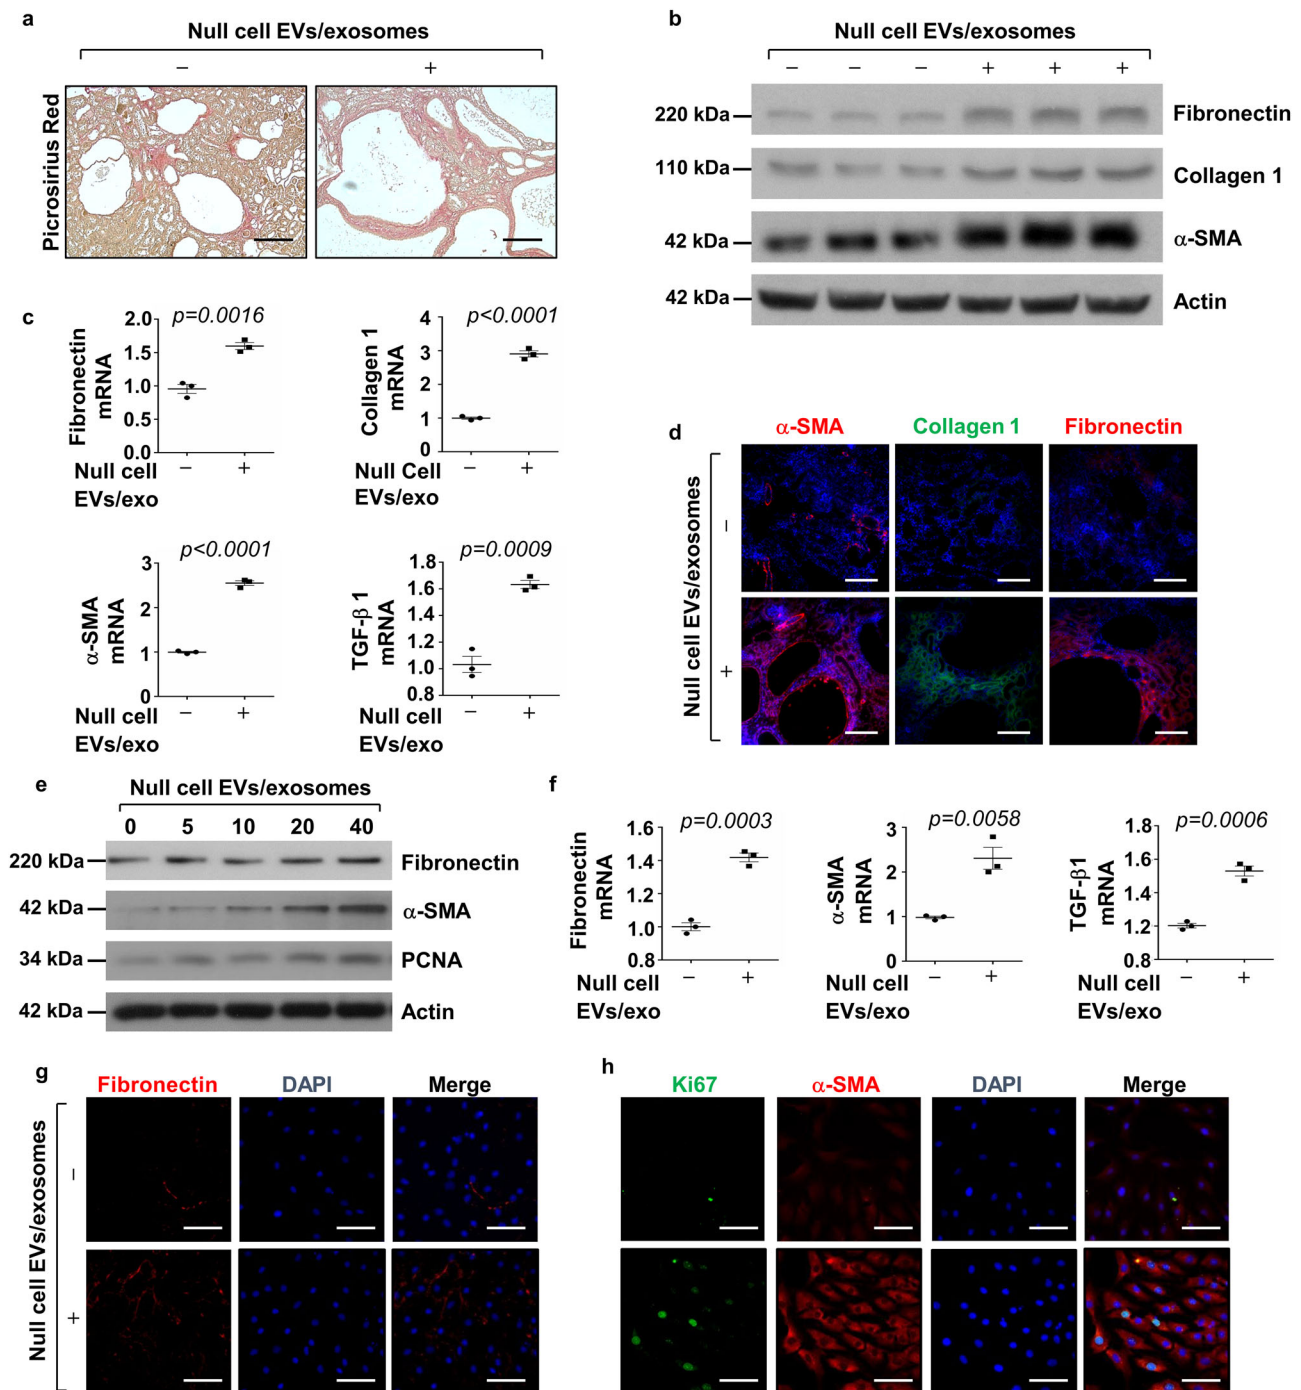 a
Null cell EVs/exosomes
− +
Picrosirius Red
b
Null cell EVs/exosomes
− − − + + +
220 kDa Fibronectin
110 kDa Collagen 1
42 kDa α-SMA
42 kDa Actin
c
p=0.0016
Fibronectin
mRNA
2.0
1.5
1.0
0.5
0.0
Null cell − +
EVs/exo
p<0.0001
Collagen 1
mRNA
4
3
2
1
0
Null Cell − +
EVs/exo
p<0.0001
α-SMA
mRNA
3
2
1
0
Null cell − +
EVs/exo
p=0.0009
TGF-β 1
mRNA
1.8
1.6
1.4
1.2
1.0
0.8
Null cell − +
EVs/exo
d
α-SMA Collagen 1 Fibronectin
Null cell EVs/exosomes
−
+
e
Null cell EVs/exosomes
0 5 10 20 40
220 kDa Fibronectin
42 kDa α-SMA
34 kDa PCNA
42 kDa Actin
f
p=0.0003
Fibronectin
mRNA
1.6
1.4
1.2
1.0
0.8
Null cell − +
EVs/exo
p=0.0058
α-SMA
mRNA
3
2
1
0
Null cell − +
EVs/exo
p=0.0006
TGF-β1
mRNA
1.8
1.6
1.4
1.2
1.0
0.8
Null cell − +
EVs/exo
g
Fibronectin DAPI Merge
Null cell EVs/exosomes
−
+
h
Ki67 α-SMA DAPI Merge